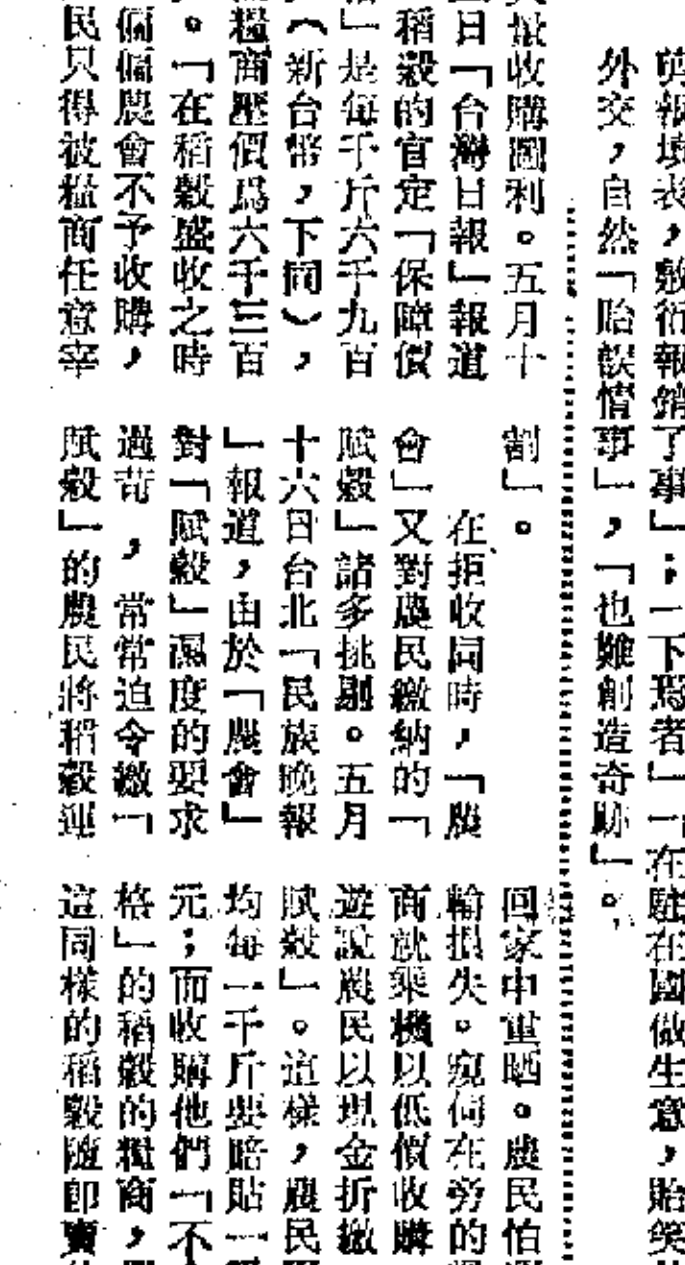 剪報填表，敷衍報銷了事」；一下焉者」「在駐在國做生意，貽笑
外交，自然「貽誤情事」，「也難創造奇跡」。
收購圖利。五月十
日「台灣日報」報道
稻穀的官定「保障價
」是每千斤六千九百
（新台幣，下同），
糧商壓價爲六千三百
。「在稻穀盛收之時
個個農會不予收購，
民只得被糧商任意宰
割」。
在拒收同時，「農
會」又對農民繳納的「
賦穀」諸多挑剔。五月
十六日台北「民族晚報
」報道，由於「農會」
對「賦穀」濕度的要求
過苛，常常迫令繳「
賦穀」的農民將稻穀運
回家中重晒。農民怕
輸損失。窺伺在旁的
商就乘機以低價收購
遊說農民以現金折繳
賦穀」。這樣，農民
均每一千斤要賠貼一
元；而收購他們「不
格」的稻穀的糧商，
這同樣的稻穀隨即賣